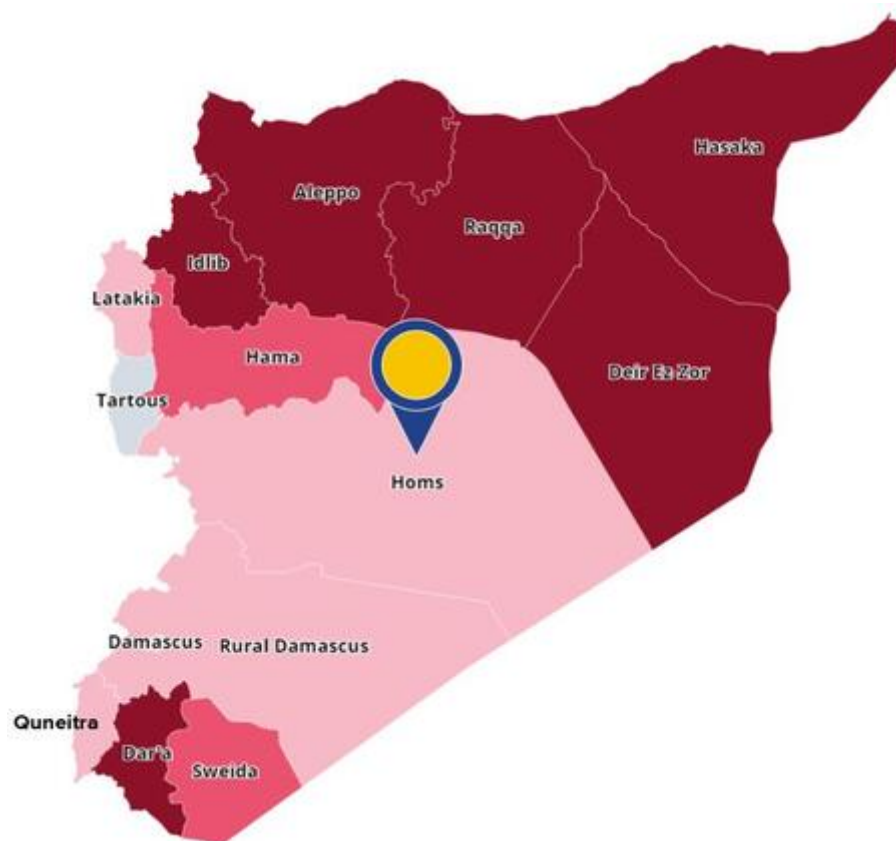 Hasaka
Aleppo
Raqqa
Idlib
Latakia
Hama
Deir Ez Zor
Tartous
Homs
Damascus
Rural Damascus
Quneitra
Dar'a
Sweida